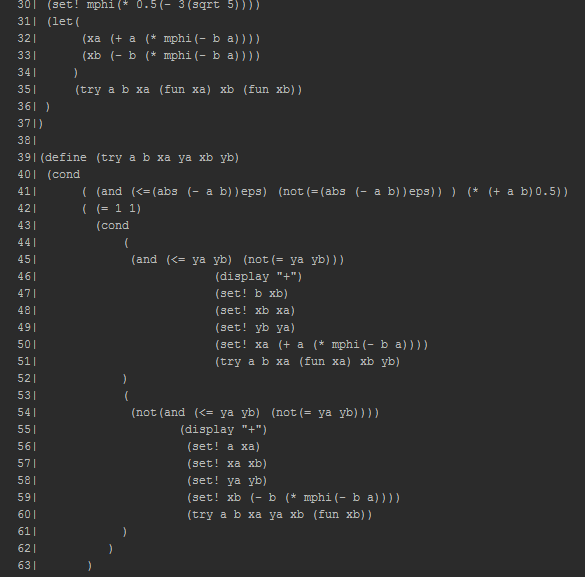 30| (set! mphi(* 0.5(- 3(sqrt 5))))
31| (let(
32| (xa (+ a (* mphi(- b a))))
33| (xb (- b (* mphi(- b a))))
34| )
35| (try a b xa (fun xa) xb (fun xb))
36| )
37|)
38|
39|(define (try a b xa ya xb yb)
40| (cond
41| ( (and (<=(abs (- a b))eps) (not(=(abs (- a b))eps)) ) (* (+ a b)0.5))
42| ( (= 1 1)
43| (cond
44| (
45| (and (<= ya yb) (not(= ya yb)))
46| (display "+")
47| (set! b xb)
48| (set! xb xa)
49| (set! yb ya)
50| (set! xa (+ a (* mphi(- b a))))
51| (try a b xa (fun xa) xb yb)
52| )
53| (
54| (not(and (<= ya yb) (not(= ya yb))))
55| (display "+")
56| (set! a xa)
57| (set! xa xb)
58| (set! ya yb)
59| (set! xb (- b (* mphi(- b a))))
60| (try a b xa ya xb (fun xb))
61| )
62| )
63| )